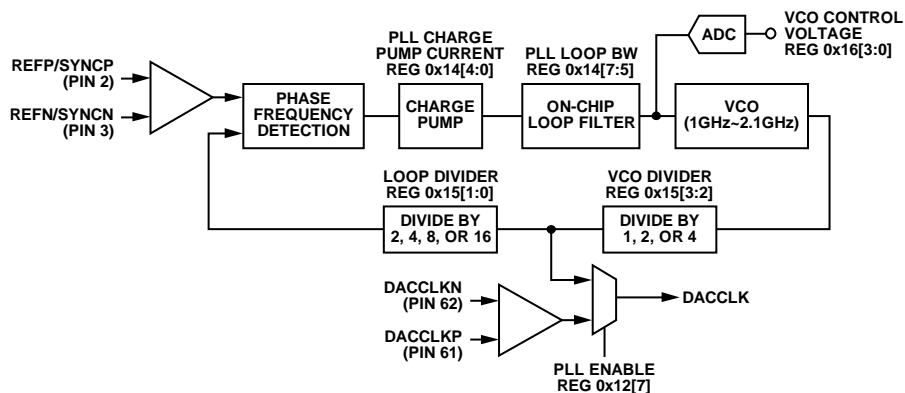 PLL CHARGE
PUMP CURRENT
REG 0x14[4:0]
PLL LOOP BW
REG 0x14[7:5]
ADC
VCO CONTROL
VOLTAGE
REG 0x16[3:0]
REFP/SYNCP
(PIN 2)
REFN/SYNCN
(PIN 3)
PHASE
FREQUENCY
DETECTION
CHARGE
PUMP
ON-CHIP
LOOP FILTER
VCO
(1GHz~2.1GHz)
LOOP DIVIDER
REG 0x15[1:0]
VCO DIVIDER
REG 0x15[3:2]
DIVIDE BY
2, 4, 8, OR 16
DIVIDE BY
1, 2, OR 4
DACCLKN
(PIN 62)
DACCLKP
(PIN 61)
DACCLK
PLL ENABLE
REG 0x12[7]